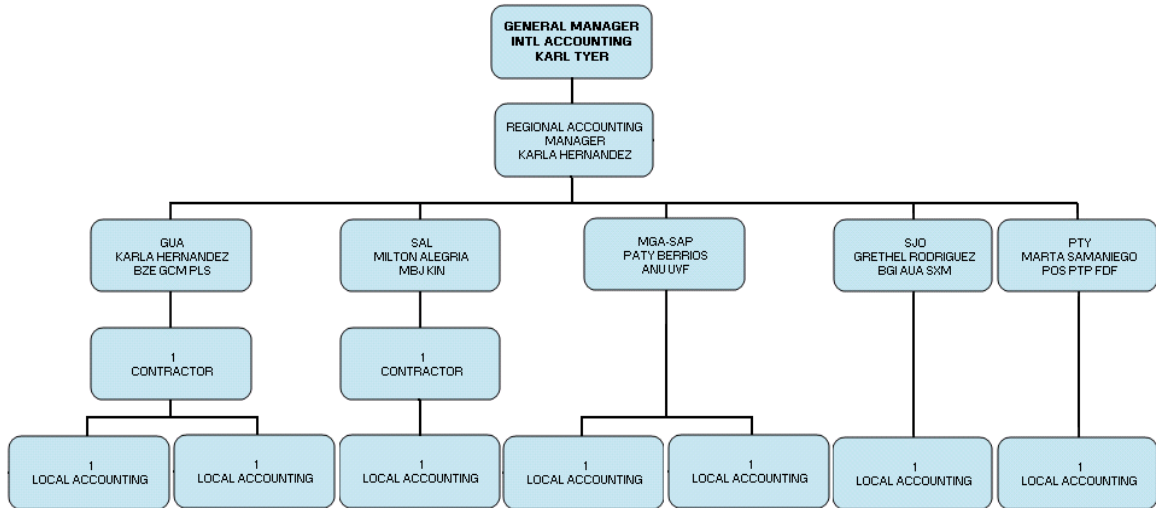 GENERAL MANAGER
INTL ACCOUNTING
KARL TYER
REGIONAL ACCOUNTING
MANAGER
KARLA HERNANDEZ
GUA
KARLA HERNANDEZ
BZE GCM PLS
SAL
MILTON ALEGRIA
MBJ KIN
MGA-SAP
PATY BERRIOS
ANU UVF
SJO
GRETHEL RODRIGUEZ
BGI AUA SXM
PTY
MARTA SAMANIEGO
POS PTP FDF
1
CONTRACTOR
1
CONTRACTOR
1
LOCAL ACCOUNTING
1
LOCAL ACCOUNTING
1
LOCAL ACCOUNTING
1
LOCAL ACCOUNTING
1
LOCAL ACCOUNTING
1
LOCAL ACCOUNTING
1
LOCAL ACCOUNTING